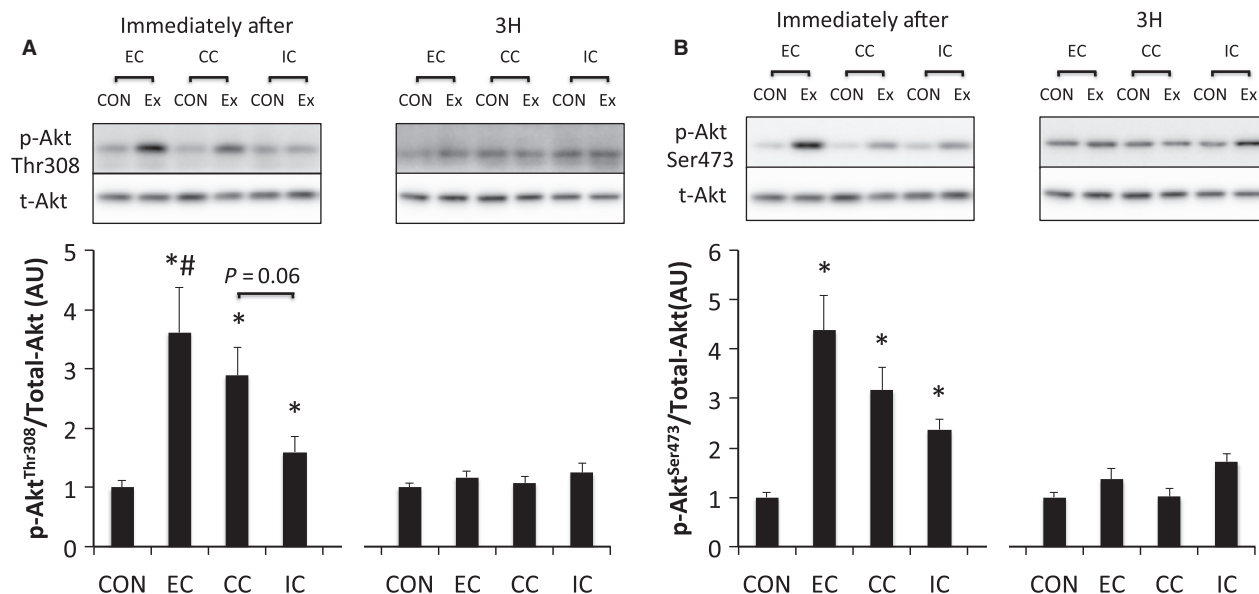 A
Immediately after
3H
EC CC IC
EC CC IC
CON Ex CON Ex CON Ex
CON Ex CON Ex CON Ex
p-Akt
Thr308
t-Akt
p-Akt^Thr308/Total-Akt (AU)
5
4
3
2
1
0
*#
P = 0.06
*
*
CON EC CC IC
CON EC CC IC
B
Immediately after
3H
EC CC IC
EC CC IC
CON Ex CON Ex CON Ex
CON Ex CON Ex CON Ex
p-Akt
Ser473
t-Akt
p-Akt^Ser473/Total-Akt(AU)
6
5
4
3
2
1
0
*
*
*
CON EC CC IC
CON EC CC IC